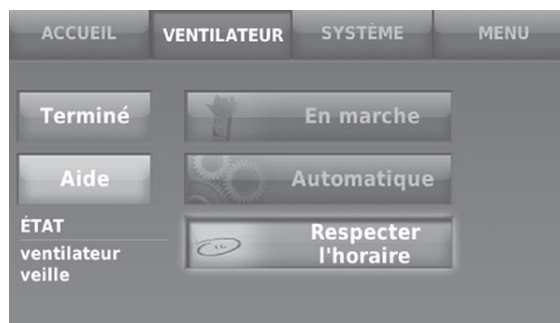 ACCUEIL
VENTILATEUR
SYSTÈME
MENU
Terminé
En marche
Aide
Automatique
ÉTAT
ventilateur
veille
Respecter
l'horaire